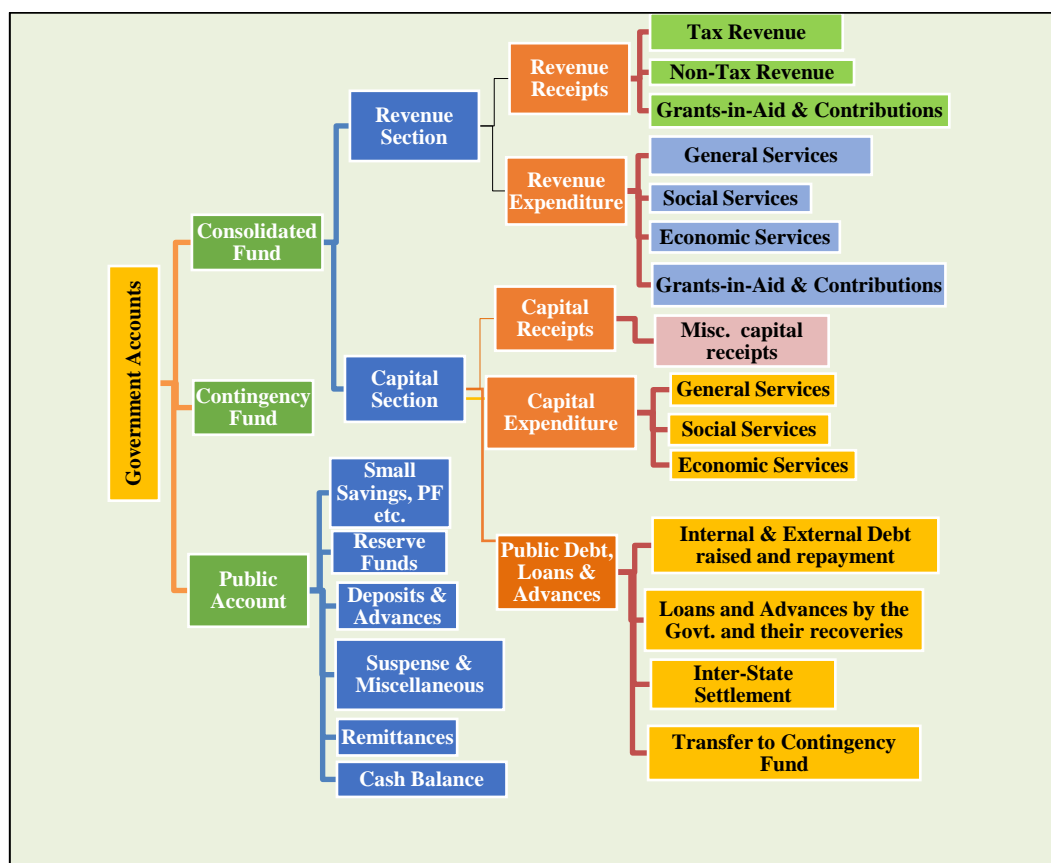 Government Accounts
Consolidated
Fund
Contingency
Fund
Public
Account
Revenue
Section
Capital
Section
Small
Savings, PF
etc.
Reserve
Funds
Deposits &
Advances
Suspense &
Miscellaneous
Remittances
Cash Balance
Revenue
Receipts
Revenue
Expenditure
Capital
Receipts
Capital
Expenditure
Public Debt,
Loans &
Advances
Tax Revenue
Non-Tax Revenue
Grants-in-Aid & Contributions
General Services
Social Services
Economic Services
Grants-in-Aid & Contributions
Misc. capital
receipts
General Services
Social Services
Economic Services
Internal & External Debt
raised and repayment
Loans and Advances by the
Govt. and their recoveries
Inter-State
Settlement
Transfer to Contingency
Fund